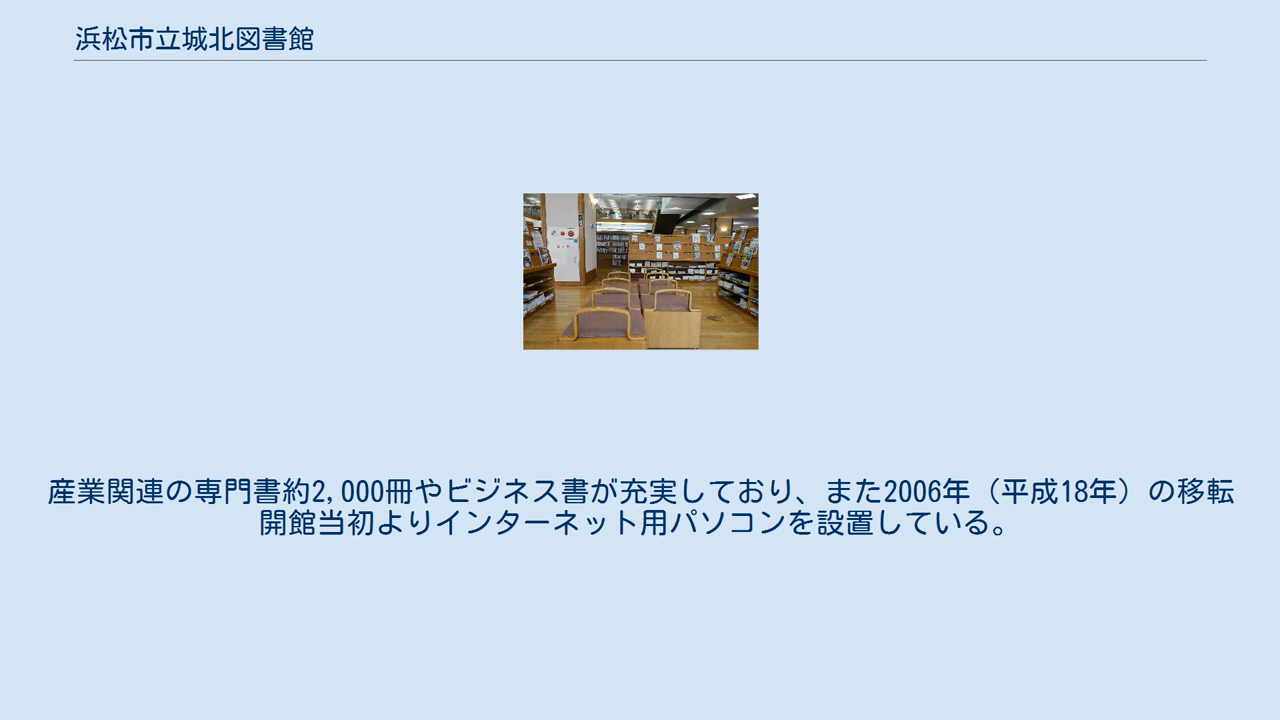 浜松市立城北図書館
産業関連の専門書約2,000冊やビジネス書が充実しており、また2006年（平成18年）の移転
開館当初よりインターネット用パソコンを設置している。